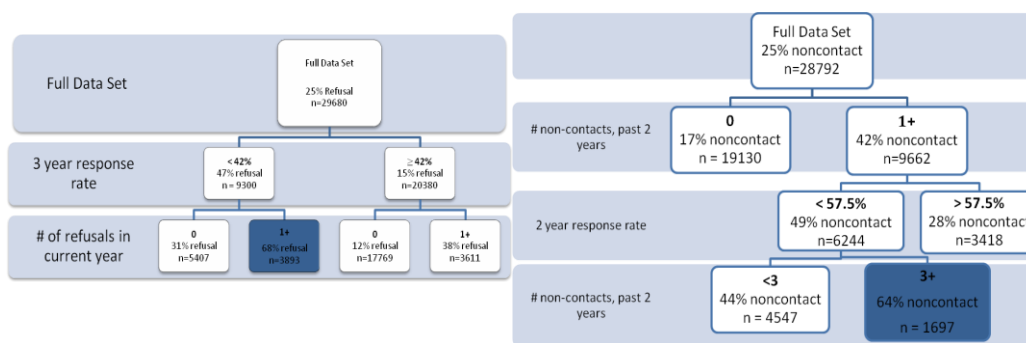 Full Data Set
Full Data Set
25% Refusal
n=29680
3 year response
rate
< 42%
47% refusal
n = 9300
≥ 42%
15% refusal
n=20380
# of refusals in
current year
0
31% refusal
n=5407
1+
68% refusal
n=3893
0
12% refusal
n=17769
1+
38% refusal
n=3611
Full Data Set
25% noncontact
n=28792
# non-contacts, past 2
years
0
17% noncontact
n = 19130
1+
42% noncontact
n=9662
2 year response rate
< 57.5%
49% noncontact
n=6244
> 57.5%
28% noncontact
n=3418
# non-contacts, past 2
years
<3
44% noncontact
n = 4547
3+
64% noncontact
n = 1697